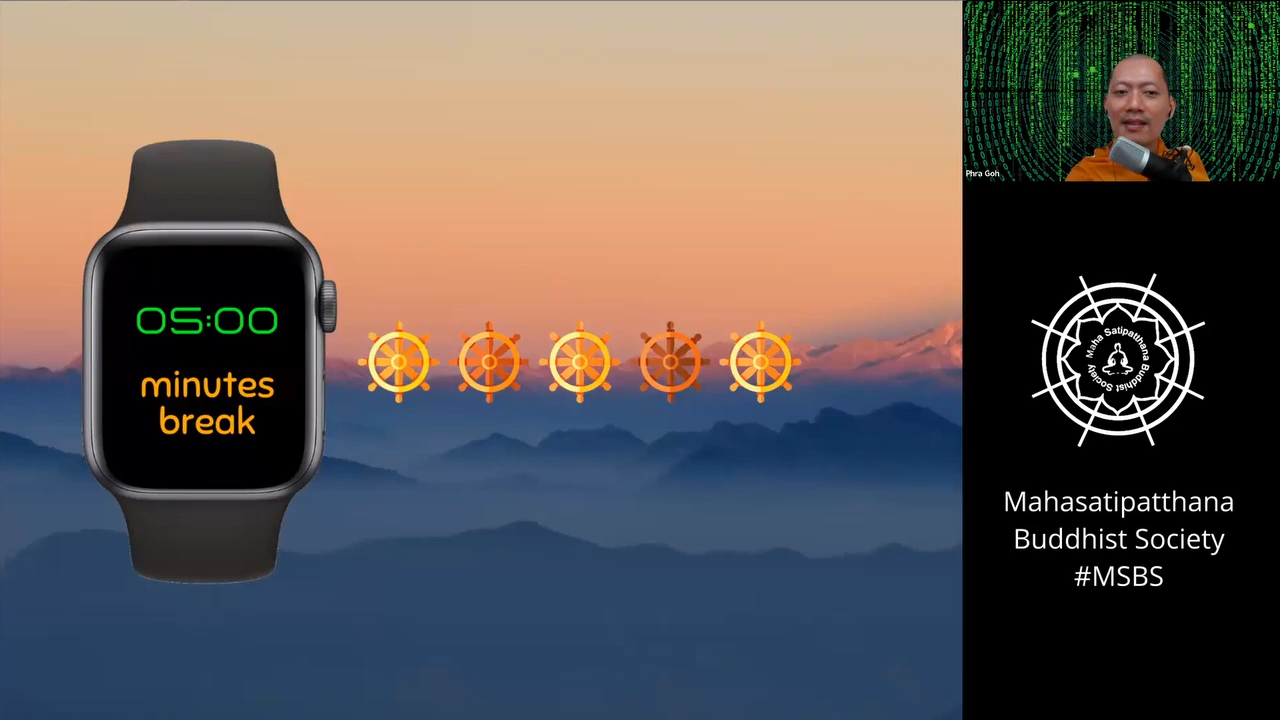 05:00
minutes
break
Phra Goh
Maha Satipatthana Buddhist Society
Mahasatipatthana
Buddhist Society
#MSBS